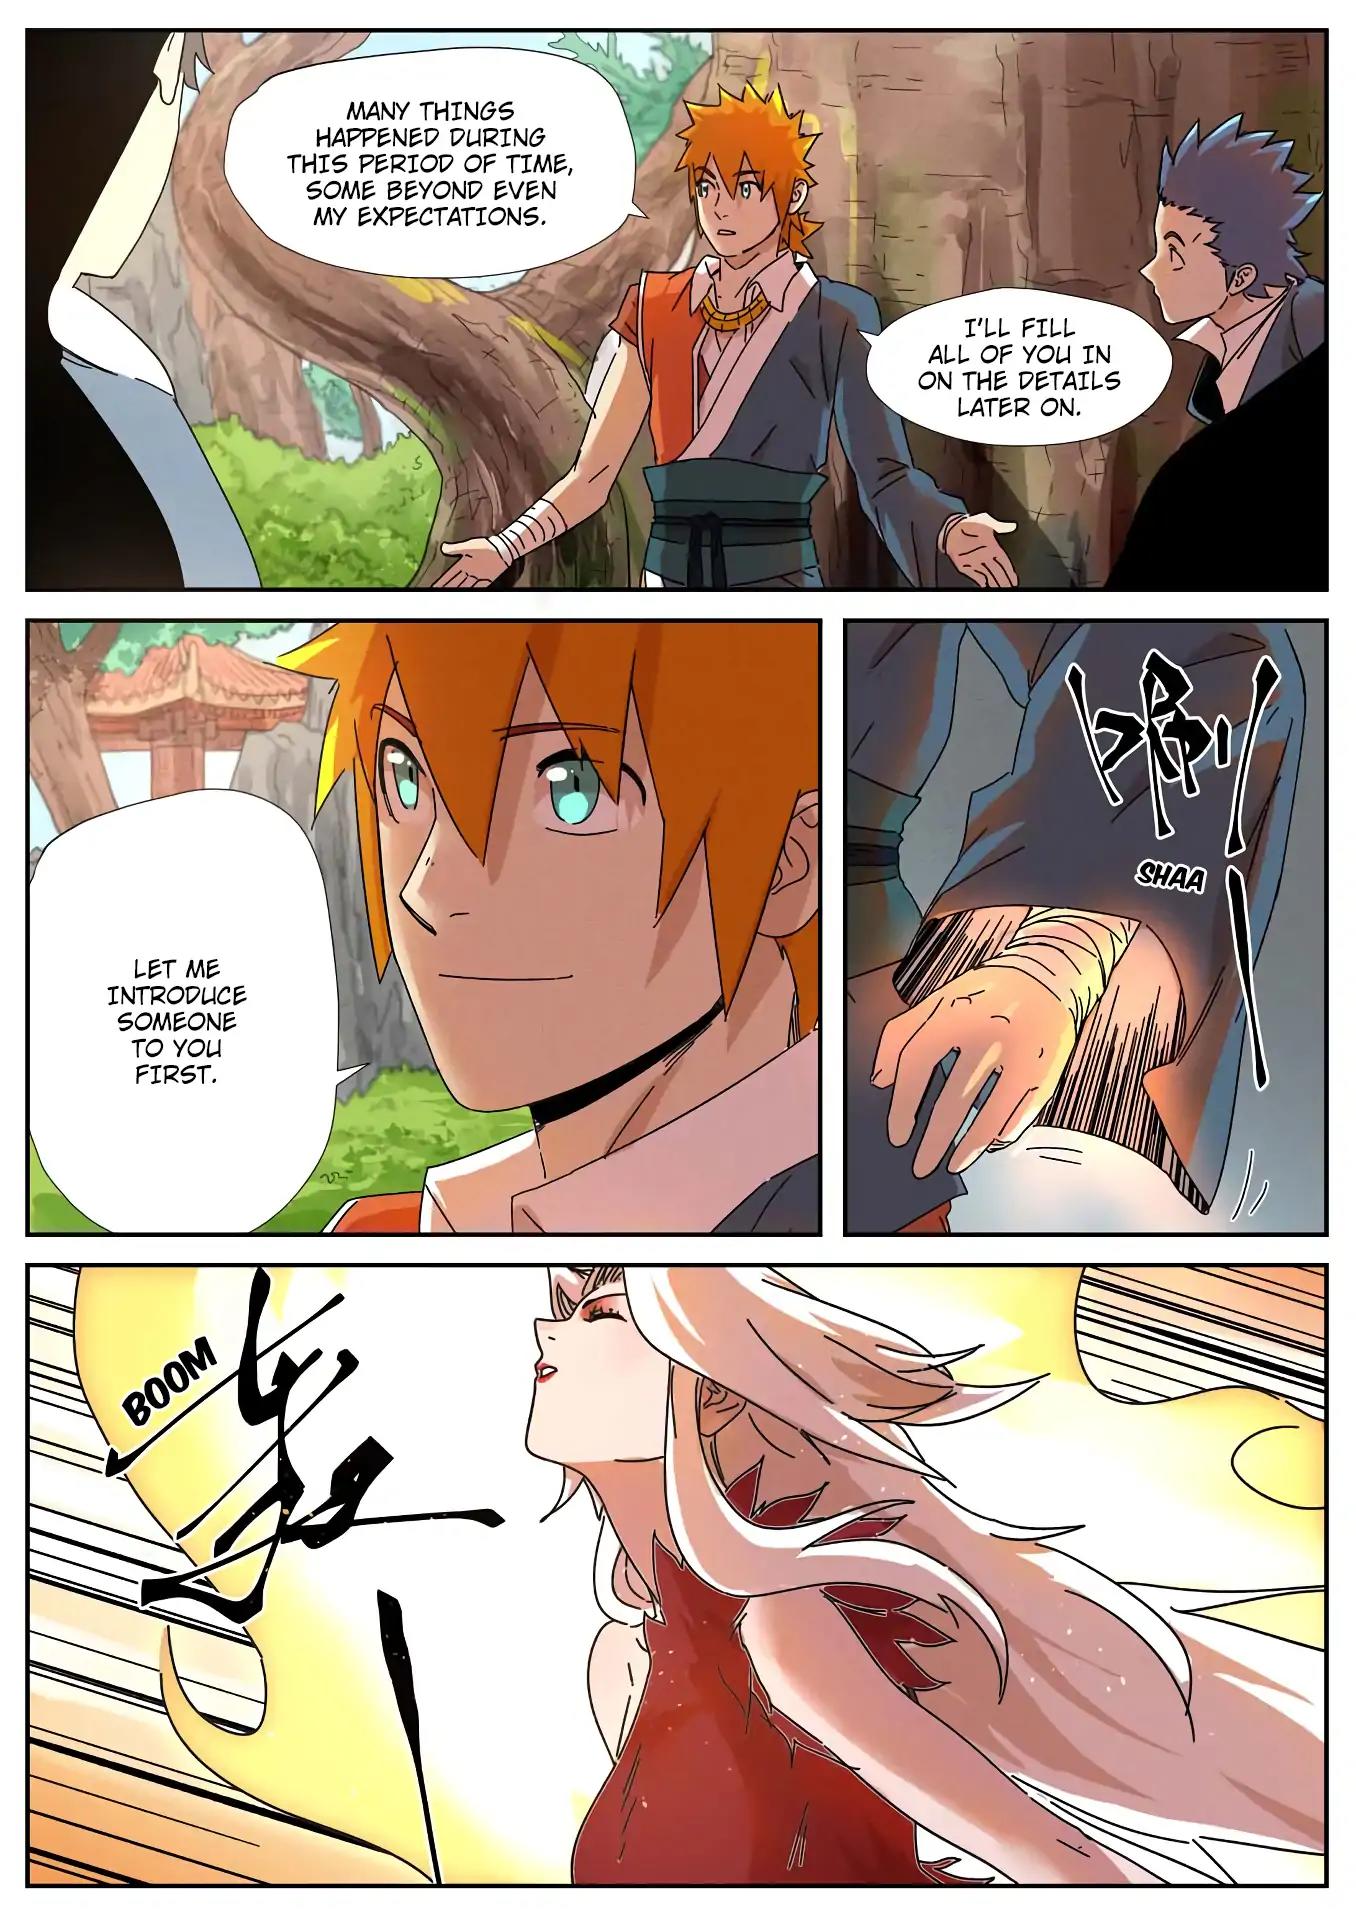 MANY THINGS
HAPPENED DURING
THIS PERIOD OF TIME,
SOME BEYOND EVEN
MY EXPECTATIONS.
I'LL FILL
ALL OF YOU IN
ON THE DETAILS
LATER ON.
LET ME
INTRODUCE
SOMEONE
TO YOU
FIRST.
SHAA
BOOM